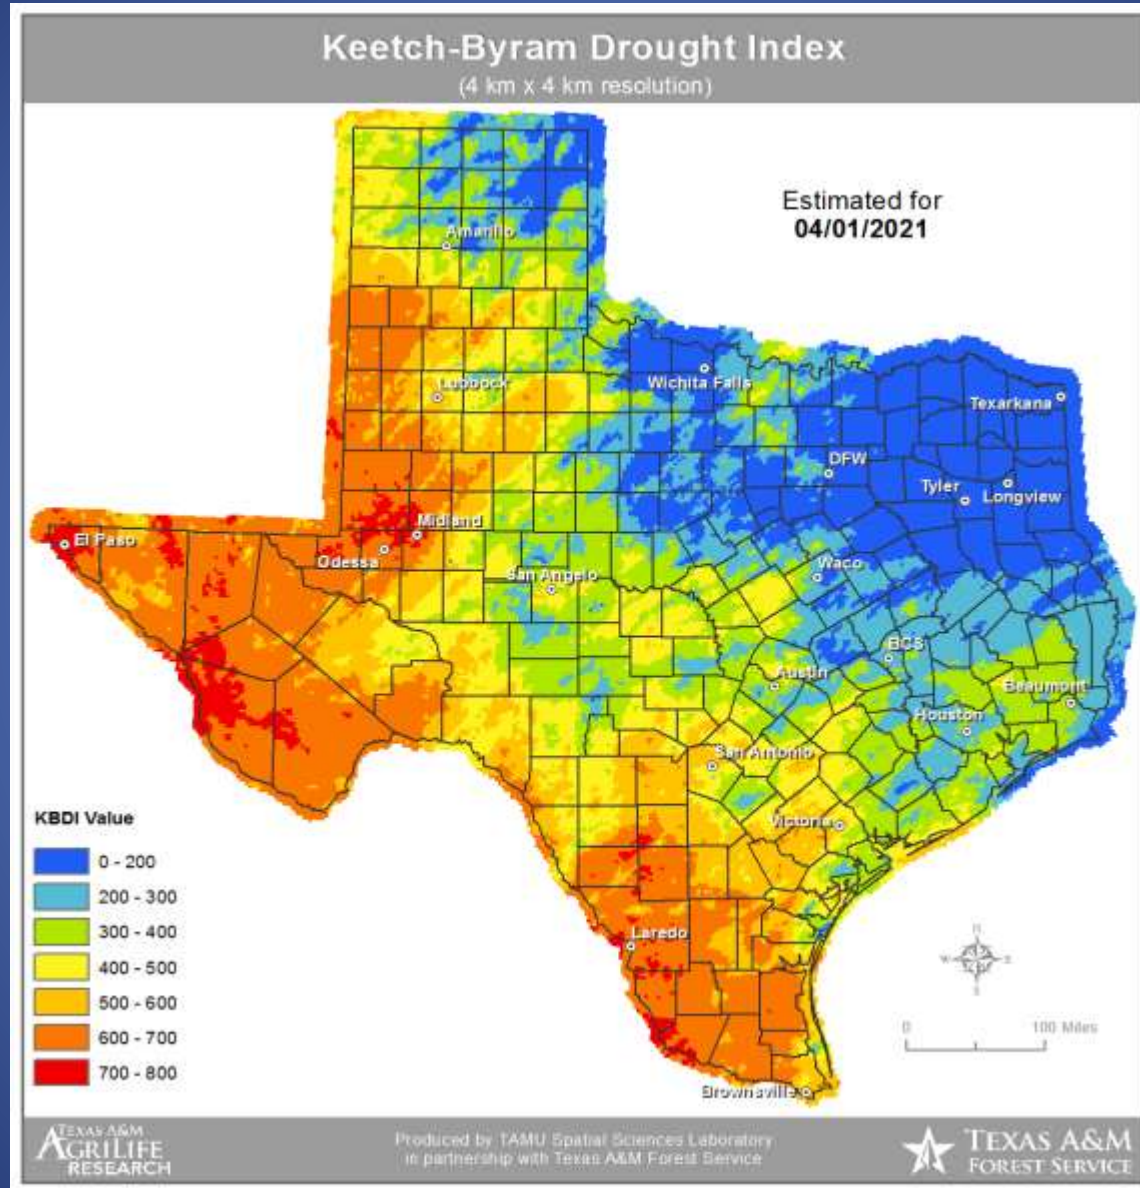 Keetch-Byram Drought Index
(4 km x 4 km resolution)
Estimated for
04/01/2021
Amarillo
Lubbock
Wichita Falls
Texarkana
DFW
Tyler
Longview
Midland
El Paso
Odessa
San Angelo
Waco
BCS
Austin
Beaumont
Houston
San Antonio
Victoria
Laredo
Brownsville
KBDI Value
0 - 200
200 - 300
300 - 400
400 - 500
500 - 600
600 - 700
700 - 800
N
W
E
S
0 100 Miles
TEXAS A&M
AGRILIFE
RESEARCH
Produced by TAMU Spatial Sciences Laboratory
in partnership with Texas A&M Forest Service
TEXAS A&M
FOREST SERVICE